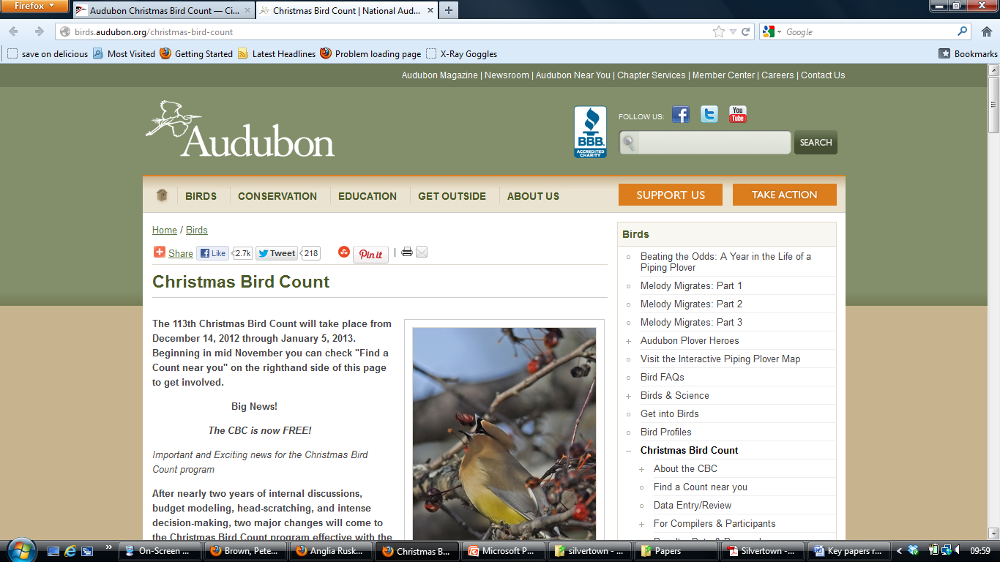 Firefox
Audubon Christmas Bird Count — Ci...
Christmas Bird Count | National Aud...
birds.audubon.org/christmas-bird-count
Google
save on delicious
Most Visited
Getting Started
Latest Headlines
Problem loading page
X-Ray Goggles
Bookmarks
Audubon Magazine | Newsroom | Audubon Near You | Chapter Services | Member Center | Careers | Contact Us
Audubon
BBB.
ACCREDITED
CHARITY
FOLLOW US:
You
Tube
SEARCH
BIRDS
CONSERVATION
EDUCATION
GET OUTSIDE
ABOUT US
SUPPORT US
TAKE ACTION
Home / Birds
Share
Like
2.7k
Tweet
218
Pin it
Christmas Bird Count
The 113th Christmas Bird Count will take place from
December 14, 2012 through January 5, 2013.
Beginning in mid November you can check "Find a
Count near you" on the righthand side of this page
to get involved.
Big News!
The CBC is now FREE!
Important and Exciting news for the Christmas Bird
Count program
After nearly two years of internal discussions,
budget modeling, head-scratching, and intense
decision-making, two major changes will come to
the Christmas Bird Count program effective with the
Birds
Beating the Odds: A Year in the Life of a
Piping Plover
Melody Migrates: Part 1
Melody Migrates: Part 2
Melody Migrates: Part 3
Audubon Plover Heroes
Visit the Interactive Piping Plover Map
Bird FAQs
Birds & Science
Get into Birds
Bird Profiles
Christmas Bird Count
About the CBC
Find a Count near you
Data Entry/Review
For Compilers & Participants
On-Screen ...
Brown, Pete...
Anglia Rusk...
Christmas B...
Microsoft P...
silvertown - ...
Papers
Silvertown -...
Key papers r...
09:59